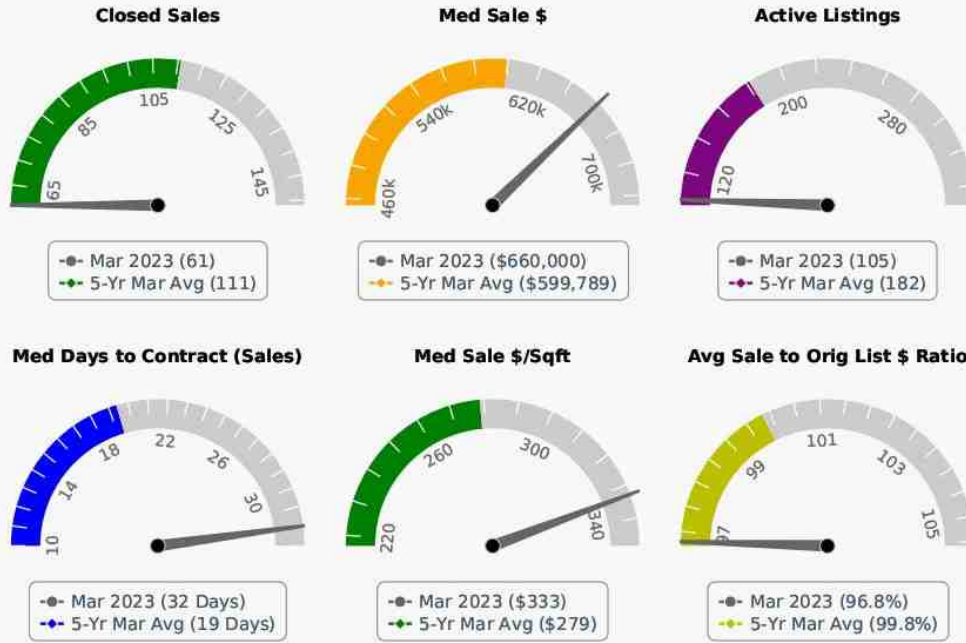 Closed Sales
65
85
105
125
145
Mar 2023 (61)
5-Yr Mar Avg (111)
Med Sale $
460k
540k
620k
700k
Mar 2023 ($660,000)
5-Yr Mar Avg ($599,789)
Active Listings
120
200
280
Mar 2023 (105)
5-Yr Mar Avg (182)
Med Days to Contract (Sales)
10
14
18
22
26
30
Mar 2023 (32 Days)
5-Yr Mar Avg (19 Days)
Med Sale $/Sqft
220
260
300
340
Mar 2023 ($333)
5-Yr Mar Avg ($279)
Avg Sale to Orig List $ Ratio
97
99
101
103
105
Mar 2023 (96.8%)
5-Yr Mar Avg (99.8%)